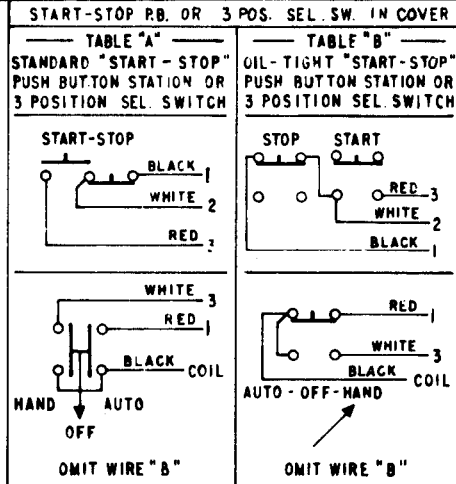 START-STOP P.B. OR 3 POS. SEL. SW. IN COVER
TABLE "A"
STANDARD "START - STOP"
PUSH BUTTON STATION OR
3 POSITION SEL. SWITCH
START-STOP
BLACK 1
WHITE 2
RED 3
WHITE 3
RED 1
BLACK COIL
HAND AUTO
OFF
OMIT WIRE "B"
TABLE "B"
OIL-TIGHT "START-STOP"
PUSH BUTTON STATION OR
3 POSITION SEL. SWITCH
STOP START
RED 3
WHITE 2
BLACK 1
RED 1
WHITE 3
BLACK COIL
AUTO - OFF - HAND
OMIT WIRE "B"